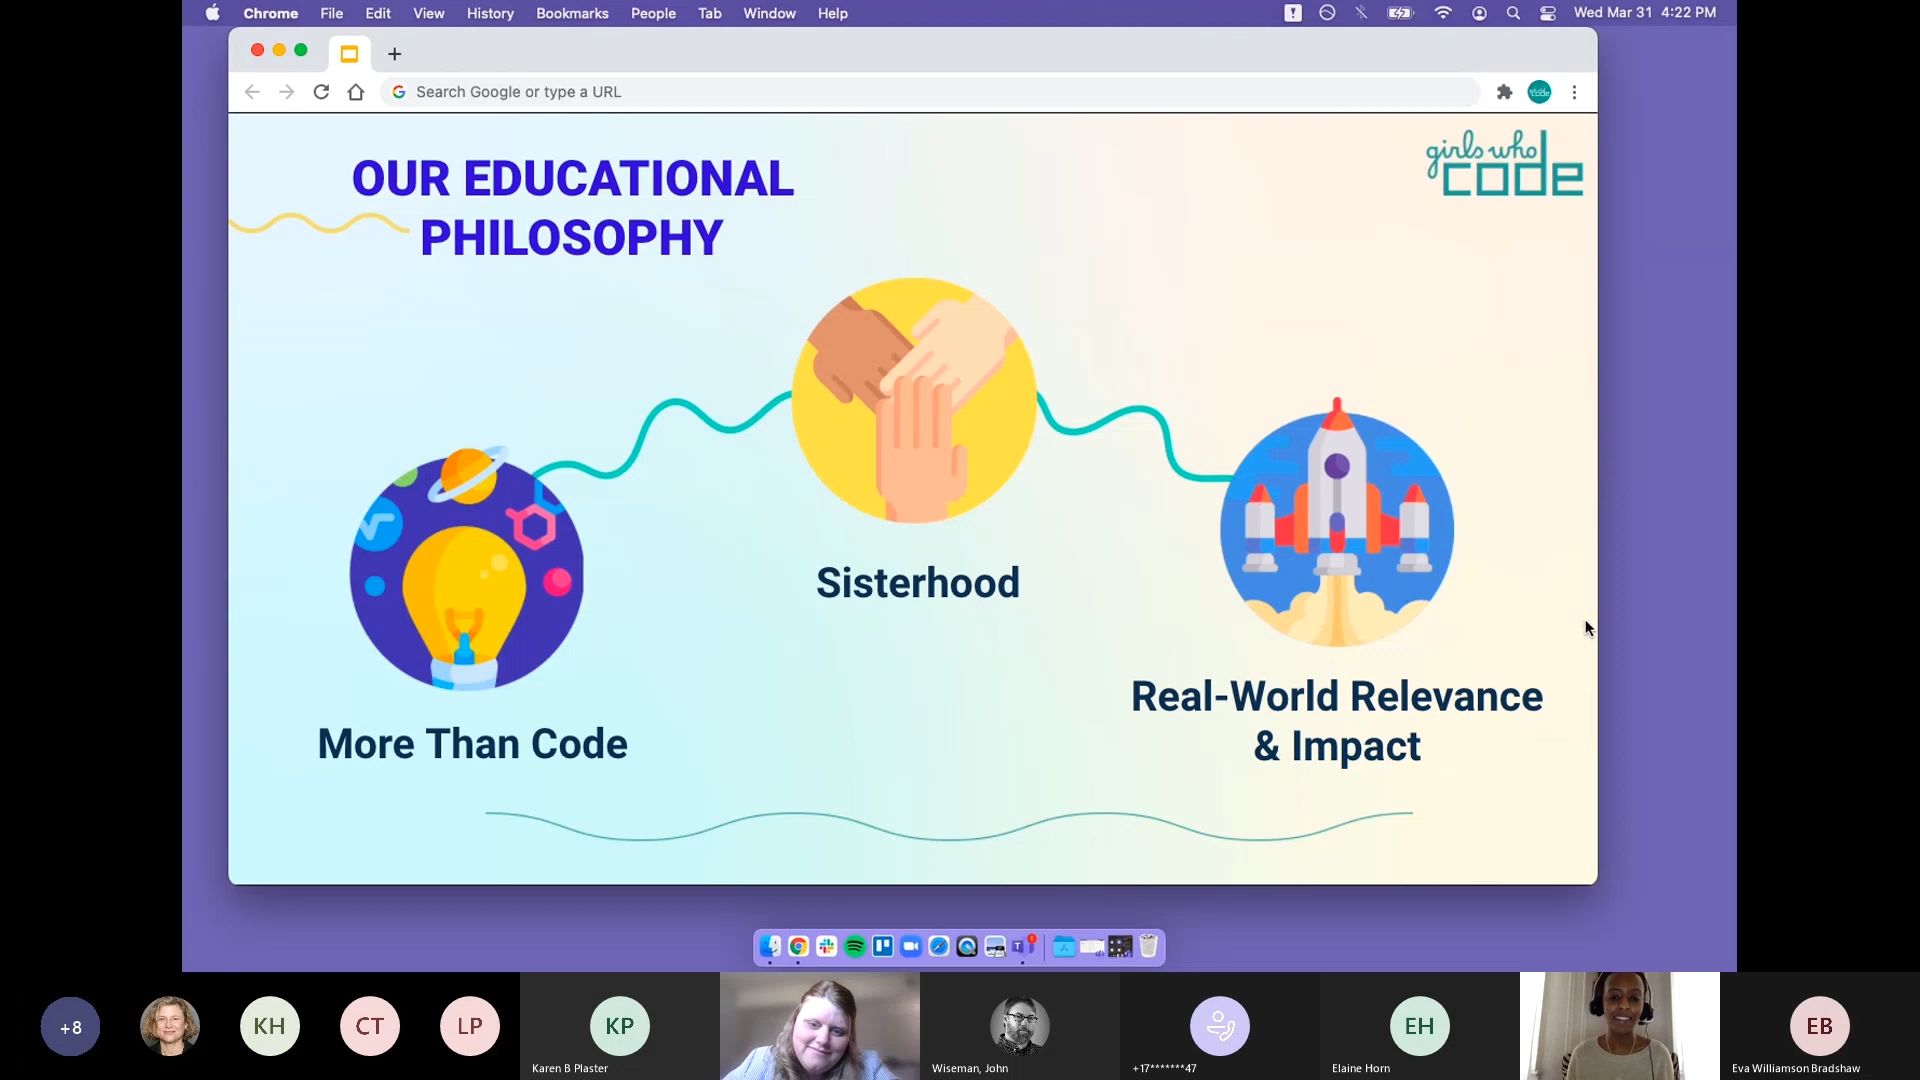 Chrome File Edit View History Bookmarks People Tab Window Help
Wed Mar 31 4:22 PM
Search Google or type a URL
girls who
code
OUR EDUCATIONAL
PHILOSOPHY
Sisterhood
More Than Code
Real-World Relevance
& Impact
+8
KH
CT
LP
KP
Karen B Plaster
Wiseman, John
+17*******47
EH
Elaine Horn
EB
Eva Williamson Bradshaw